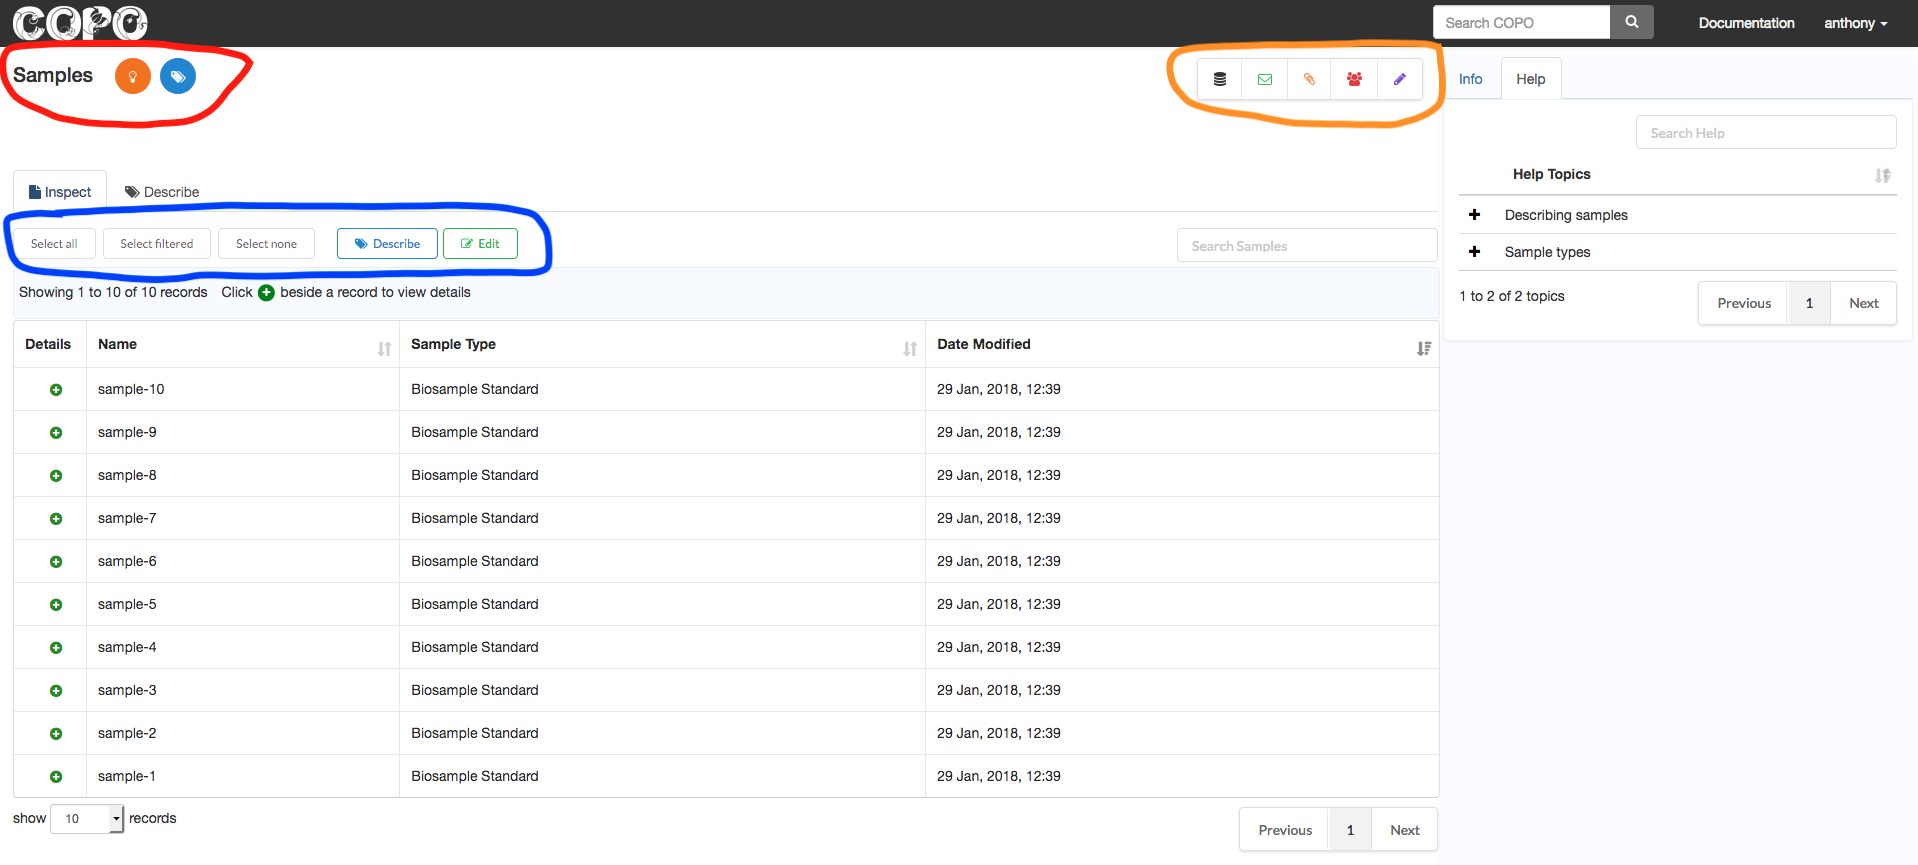 COPO
Search COPO
Documentation
anthony
Samples
Info
Help
Search Help
Help Topics
Describing samples
Sample types
1 to 2 of 2 topics
Previous 1 Next
Inspect
Describe
Select all
Select filtered
Select none
Describe
Edit
Search Samples
Showing 1 to 10 of 10 records Click beside a record to view details
Details Name Sample Type Date Modified
sample-10 Biosample Standard 29 Jan, 2018, 12:39
sample-9 Biosample Standard 29 Jan, 2018, 12:39
sample-8 Biosample Standard 29 Jan, 2018, 12:39
sample-7 Biosample Standard 29 Jan, 2018, 12:39
sample-6 Biosample Standard 29 Jan, 2018, 12:39
sample-5 Biosample Standard 29 Jan, 2018, 12:39
sample-4 Biosample Standard 29 Jan, 2018, 12:39
sample-3 Biosample Standard 29 Jan, 2018, 12:39
sample-2 Biosample Standard 29 Jan, 2018, 12:39
sample-1 Biosample Standard 29 Jan, 2018, 12:39
show 10 records
Previous 1 Next